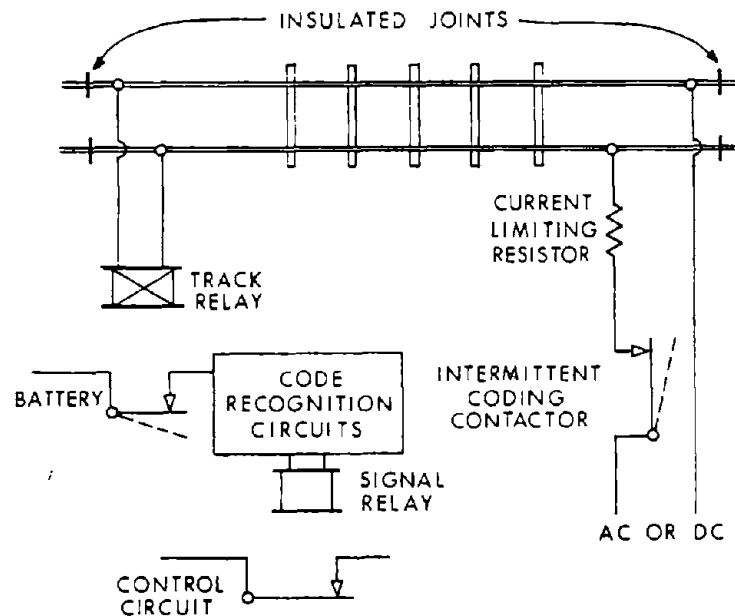 INSULATED JOINTS
CURRENT
LIMITING
RESISTOR
TRACK
RELAY
BATTERY
CODE
RECOGNITION
CIRCUITS
INTERMITTENT
CODING
CONTACTOR
SIGNAL
RELAY
AC OR DC
CONTROL
CIRCUIT